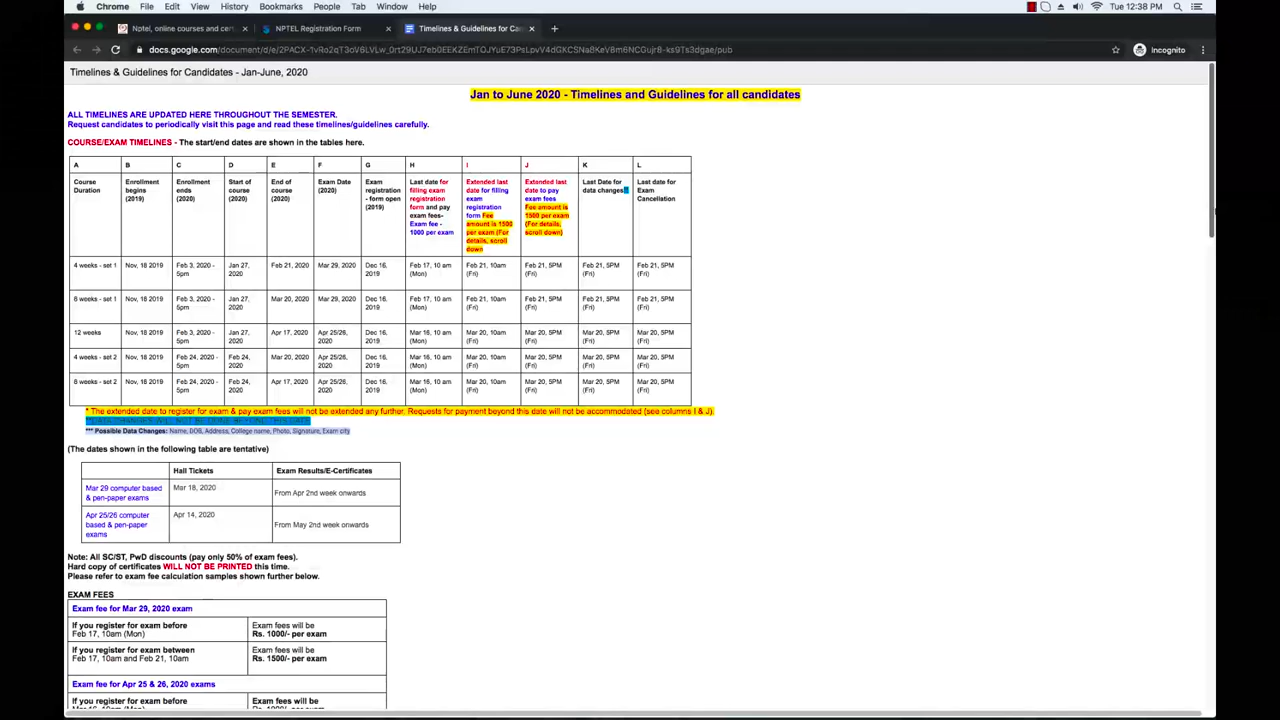 Chrome File Edit View History Bookmarks People Tab Window Help Tue 12:38 PM
Nptel, online courses and cert NPTEL Registration Form Timelines & Guidelines for Ca
Incognito
Timelines & Guidelines for Candidates - Jan-June, 2020
Jan to June 2020 - Timelines and Guidelines for all candidates
ALL TIMELINES ARE UPDATED HERE THROUGHOUT THE SEMESTER.
Request candidates to periodically visit this page and read these timelines/guidelines carefully.
COURSE/EXAM TIMELINES - The start/end dates are shown in the tables here.
A B C D E F G H I J K L
Course Duration Enrollment begins (2019) Enrollment ends (2020) Start of course (2020) End of course (2020) Exam Date (2020) Exam registration - form open (2019) Last date for filling exam registration form and pay exam fees- Exam fee - 1000 per exam Extended last date for filling exam registration form Fee amount is 1500 per exam (For details, scroll down Extended last date to pay exam fees Fee amount is 1500 per exam (For details, scroll down) Last Date for data changes Last date for Exam Cancellation
4 weeks - set 1 Nov, 18 2019 Feb 3, 2020 - 5pm Jan 27, 2020 Feb 21, 2020 Mar 29, 2020 Dec 16, 2019 Feb 17, 10 am (Mon) Feb 21, 10am (Fri) Feb 21, 5PM (Fri) Feb 21, 5PM (Fri) Feb 21, 5PM (Fri)
8 weeks - set 1 Nov, 18 2019 Feb 3, 2020 - 5pm Jan 27, 2020 Mar 20, 2020 Mar 29, 2020 Dec 16, 2019 Feb 17, 10 am (Mon) Feb 21, 10am (Fri) Feb 21, 5PM (Fri) Feb 21, 5PM (Fri) Feb 21, 5PM (Fri)
12 weeks Nov, 18 2019 Feb 3, 2020 - 5pm Jan 27, 2020 Apr 17, 2020 Apr 25/26, 2020 Dec 16, 2019 Mar 16, 10 am (Mon) Mar 20, 10am (Fri) Mar 20, 5PM (Fri) Mar 20, 5PM (Fri) Mar 20, 5PM (Fri)
4 weeks - set 2 Nov, 18 2019 Feb 24, 2020 - 5pm Feb 24, 2020 Mar 20, 2020 Apr 25/26, 2020 Dec 16, 2019 Mar 16, 10 am (Mon) Mar 20, 10am (Fri) Mar 20, 5PM (Fri) Mar 20, 5PM (Fri) Mar 20, 5PM (Fri)
8 weeks - set 2 Nov, 18 2019 Feb 24, 2020 - 5pm Feb 24, 2020 Apr 17, 2020 Apr 25/26, 2020 Dec 16, 2019 Mar 16, 10 am (Mon) Mar 20, 10am (Fri) Mar 20, 5PM (Fri) Mar 20, 5PM (Fri) Mar 20, 5PM (Fri)
* The extended date to register for exam & pay exam fees will not be extended any further. Requests for payment beyond this date will not be accommodated (see columns I & J).
*** Possible Data Changes: Name, DOB, Address, College name, Photo, Signature, Exam city
(The dates shown in the following table are tentative)
Hall Tickets Exam Results/E-Certificates
Mar 29 computer based & pen-paper exams Mar 18, 2020 From Apr 2nd week onwards
Apr 25/26 computer based & pen-paper exams Apr 14, 2020 From May 2nd week onwards
Note: All SC/ST, PwD discounts (pay only 50% of exam fees).
Hard copy of certificates WILL NOT BE PRINTED this time.
Please refer to exam fee calculation samples shown further below.
EXAM FEES
Exam fee for Mar 29, 2020 exam
If you register for exam before Feb 17, 10am (Mon) Exam fees will be Rs. 1000/- per exam
If you register for exam between Feb 17, 10am and Feb 21, 10am Exam fees will be Rs. 1500/- per exam
Exam fee for Apr 25 & 26, 2020 exams
If you register for exam before Exam fees will be